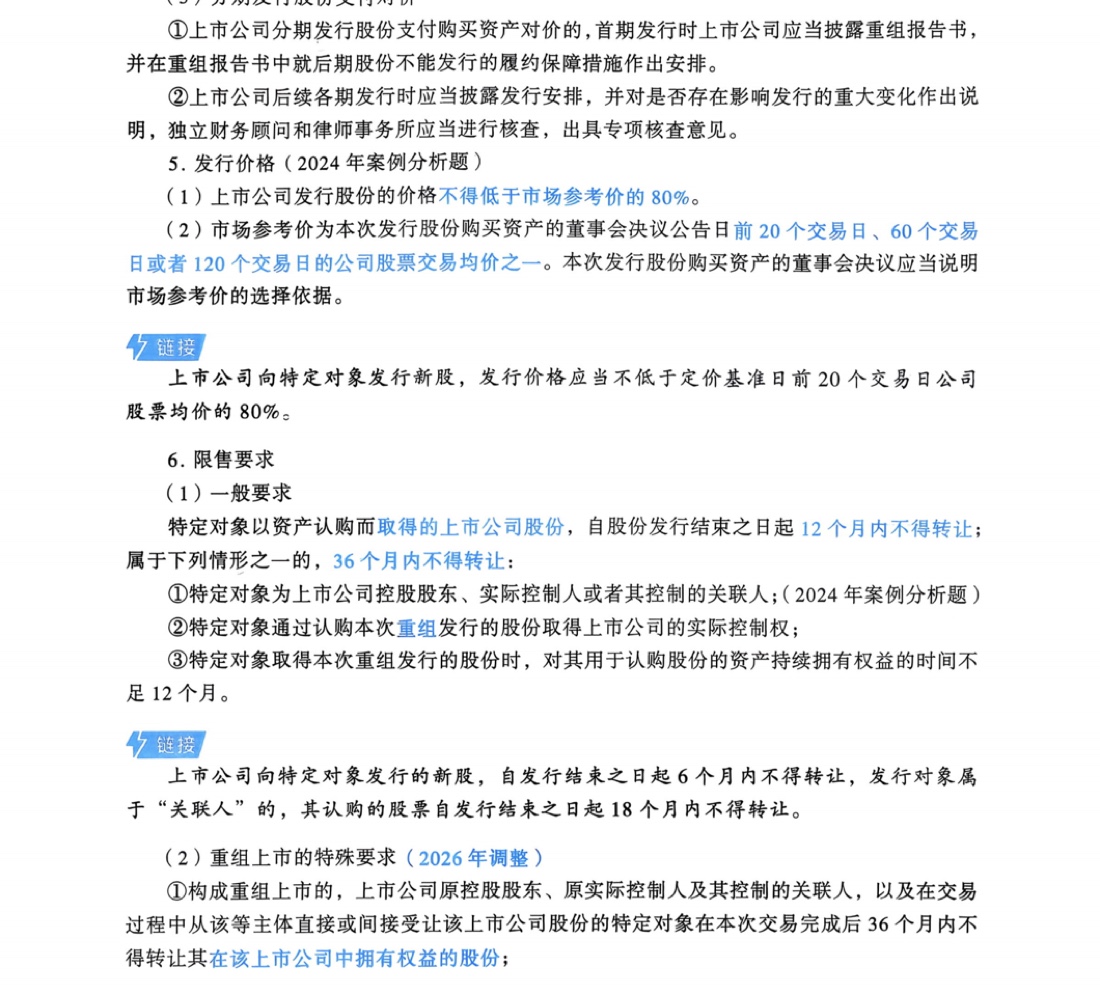 ①上市公司分期发行股份支付购买资产对价的，首期发行时上市公司应当披露重组报告书，
并在重组报告书中就后期股份不能发行的履约保障措施作出安排。
②上市公司后续各期发行时应当披露发行安排，并对是否存在影响发行的重大变化作出说
明，独立财务顾问和律师事务所应当进行核查，出具专项核查意见。
5. 发行价格（2024 年案例分析题）
（1）上市公司发行股份的价格不得低于市场参考价的 80%。
（2）市场参考价为本次发行股份购买资产的董事会决议公告日前 20 个交易日、60 个交易
日或者 120 个交易日的公司股票交易均价之一。本次发行股份购买资产的董事会决议应当说明
市场参考价的选择依据。
链接
上市公司向特定对象发行新股，发行价格应当不低于定价基准日前 20 个交易日公司
股票均价的 80%。
6. 限售要求
（1）一般要求
特定对象以资产认购而取得的上市公司股份，自股份发行结束之日起 12 个月内不得转让；
属于下列情形之一的，36 个月内不得转让：
①特定对象为上市公司控股股东、实际控制人或者其控制的关联人；（2024 年案例分析题）
②特定对象通过认购本次重组发行的股份取得上市公司的实际控制权；
③特定对象取得本次重组发行的股份时，对其用于认购股份的资产持续拥有权益的时间不
足 12 个月。
链接
上市公司向特定对象发行的新股，自发行结束之日起 6 个月内不得转让，发行对象属
于“关联人”的，其认购的股票自发行结束之日起 18 个月内不得转让。
（2）重组上市的特殊要求（2026 年调整）
①构成重组上市的，上市公司原控股股东、原实际控制人及其控制的关联人，以及在交易
过程中从该等主体直接或间接受让该上市公司股份的特定对象在本次交易完成后 36 个月内不
得转让其在该上市公司中拥有权益的股份；